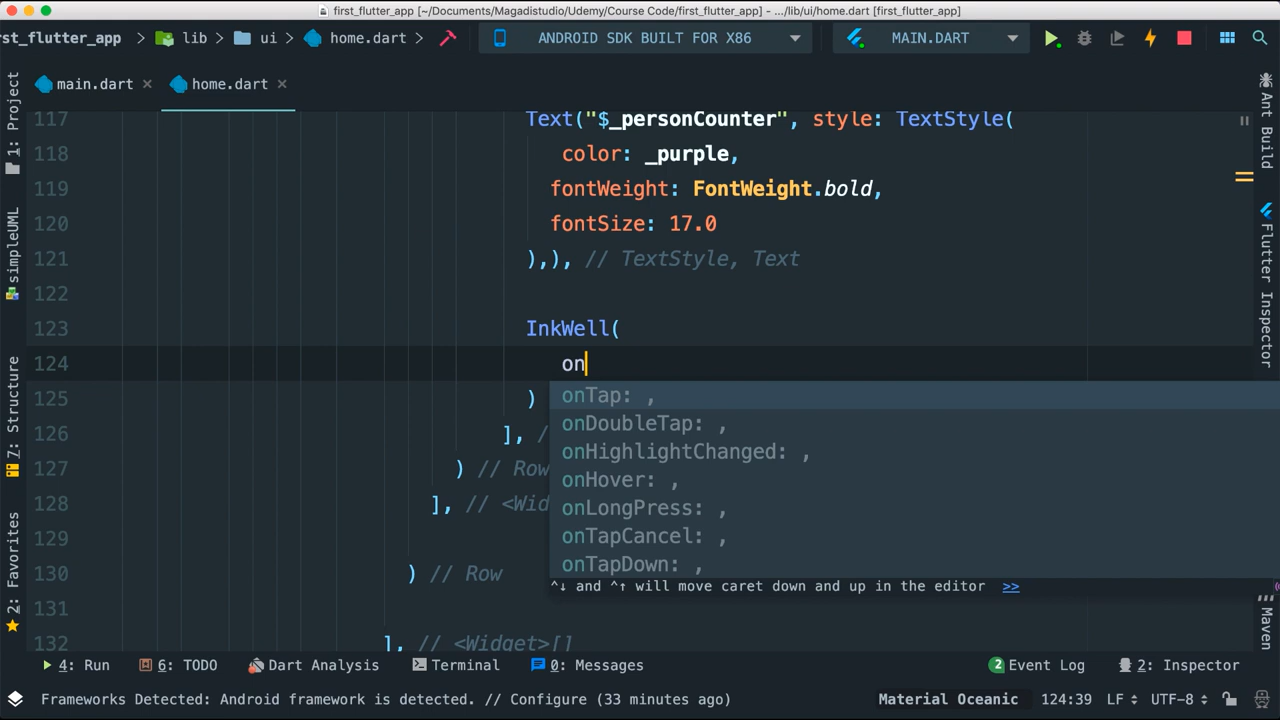 first_flutter_app [~/Documents/Magadistudio/Udemy/Course Code/first_flutter_app] - .../lib/ui/home.dart [first_flutter_app]
rst_flutter_app lib ui home.dart ANDROID SDK BUILT FOR X86 MAIN.DART
main.dart home.dart
117 Text("$_personCounter", style: TextStyle(
118 color: _purple,
119 fontWeight: FontWeight.bold,
120 fontSize: 17.0
121 ),), // TextStyle, Text
122
123 InkWell(
124 on
125 )
onTap: ,
126 ], /
onDoubleTap: ,
127 ) // Row
onHighlightChanged: ,
onHover: ,
128 ], // <Wid
onLongPress: ,
129
onTapCancel: ,
130 ) // Row
onTapDown: ,
^↓ and ^↑ will move caret down and up in the editor >>
131
132 ], // <Widget>[]
1: Project
simpleUML
7: Structure
2: Favorites
Ant Build
Flutter Inspector
Maven
4: Run 6: TODO Dart Analysis Terminal 0: Messages 2 Event Log 2: Inspector
Frameworks Detected: Android framework is detected. // Configure (33 minutes ago) Material Oceanic 124:39 LF UTF-8